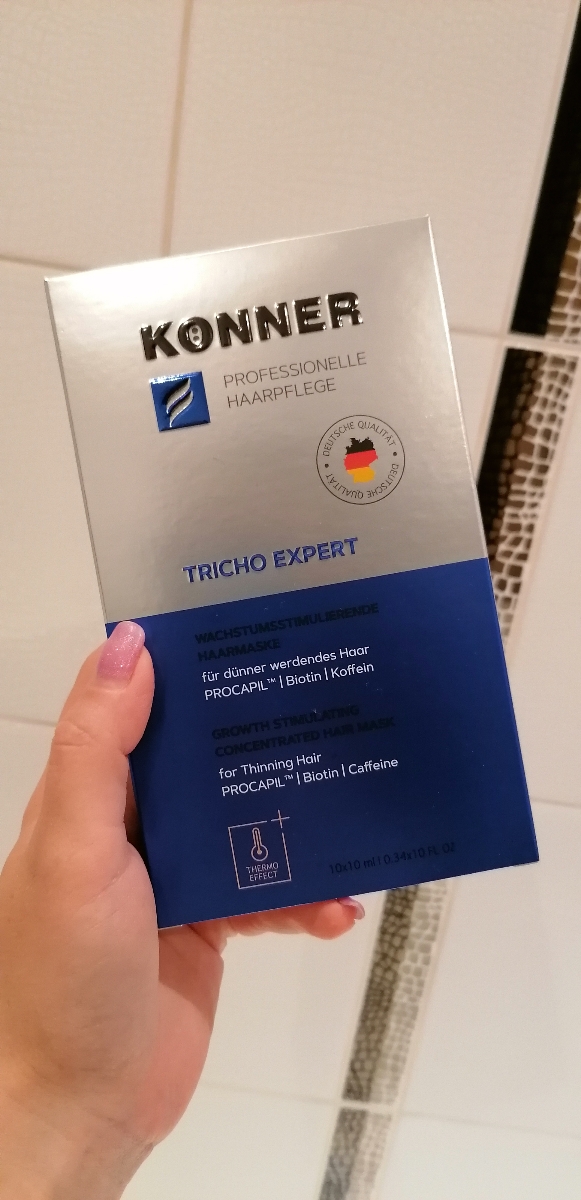 KÖNNER
PROFESSIONELLE
HAARPFLEGE
• DEUTSCHE QUALITÄT •
DEUTSCHE QUALITÄT
TRICHO EXPERT
WACHSTUMSSTIMULIERENDE
HAARMASKE
für dünner werdendes Haar
PROCAPIL™ | Biotin | Koffein
GROWTH STIMULATING
CONCENTRATED HAIR MASK
for Thinning Hair
PROCAPIL™ | Biotin | Caffeine
THERMO
EFFECT
10x10 ml | 0.34x10 FL OZ